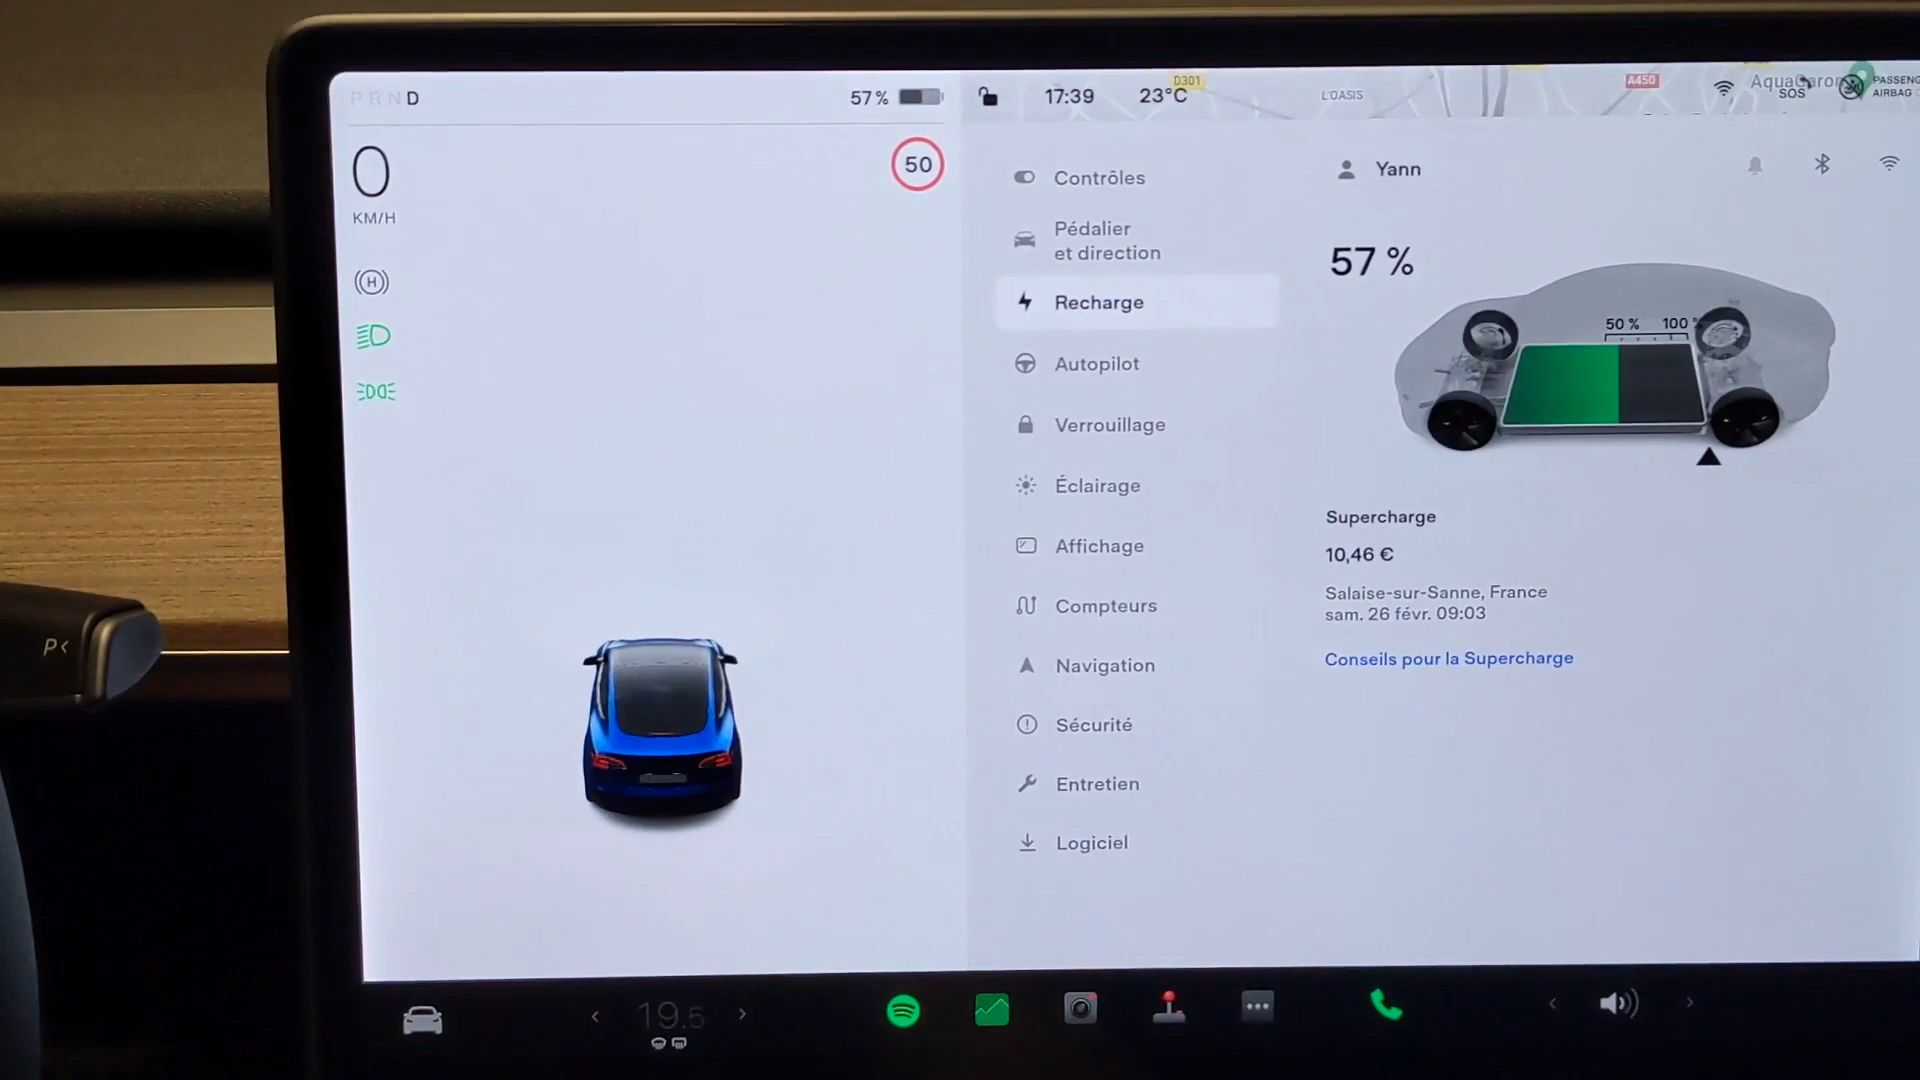 P R N D
57 %
0
KM/H
50
17:39
23°C
D301
L'OASIS
A450
SOS
PASSENG
AIRBAG
Contrôles
Pédalier
et direction
Recharge
Autopilot
Verrouillage
Éclairage
Affichage
Compteurs
Navigation
Sécurité
Entretien
Logiciel
Yann
57 %
50 %
100
Supercharge
10,46 €
Salaise-sur-Sanne, France
sam. 26 févr. 09:03
Conseils pour la Supercharge
P<
H
19.5